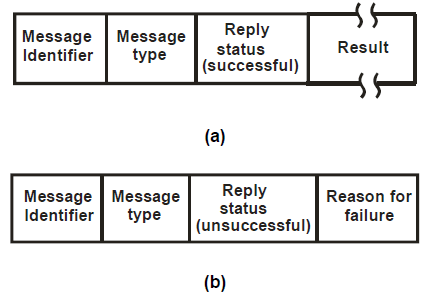 Message Identifier
Message type
Reply status (successful)
Result
(a)
Message Identifier
Message type
Reply status (unsuccessful)
Reason for failure
(b)